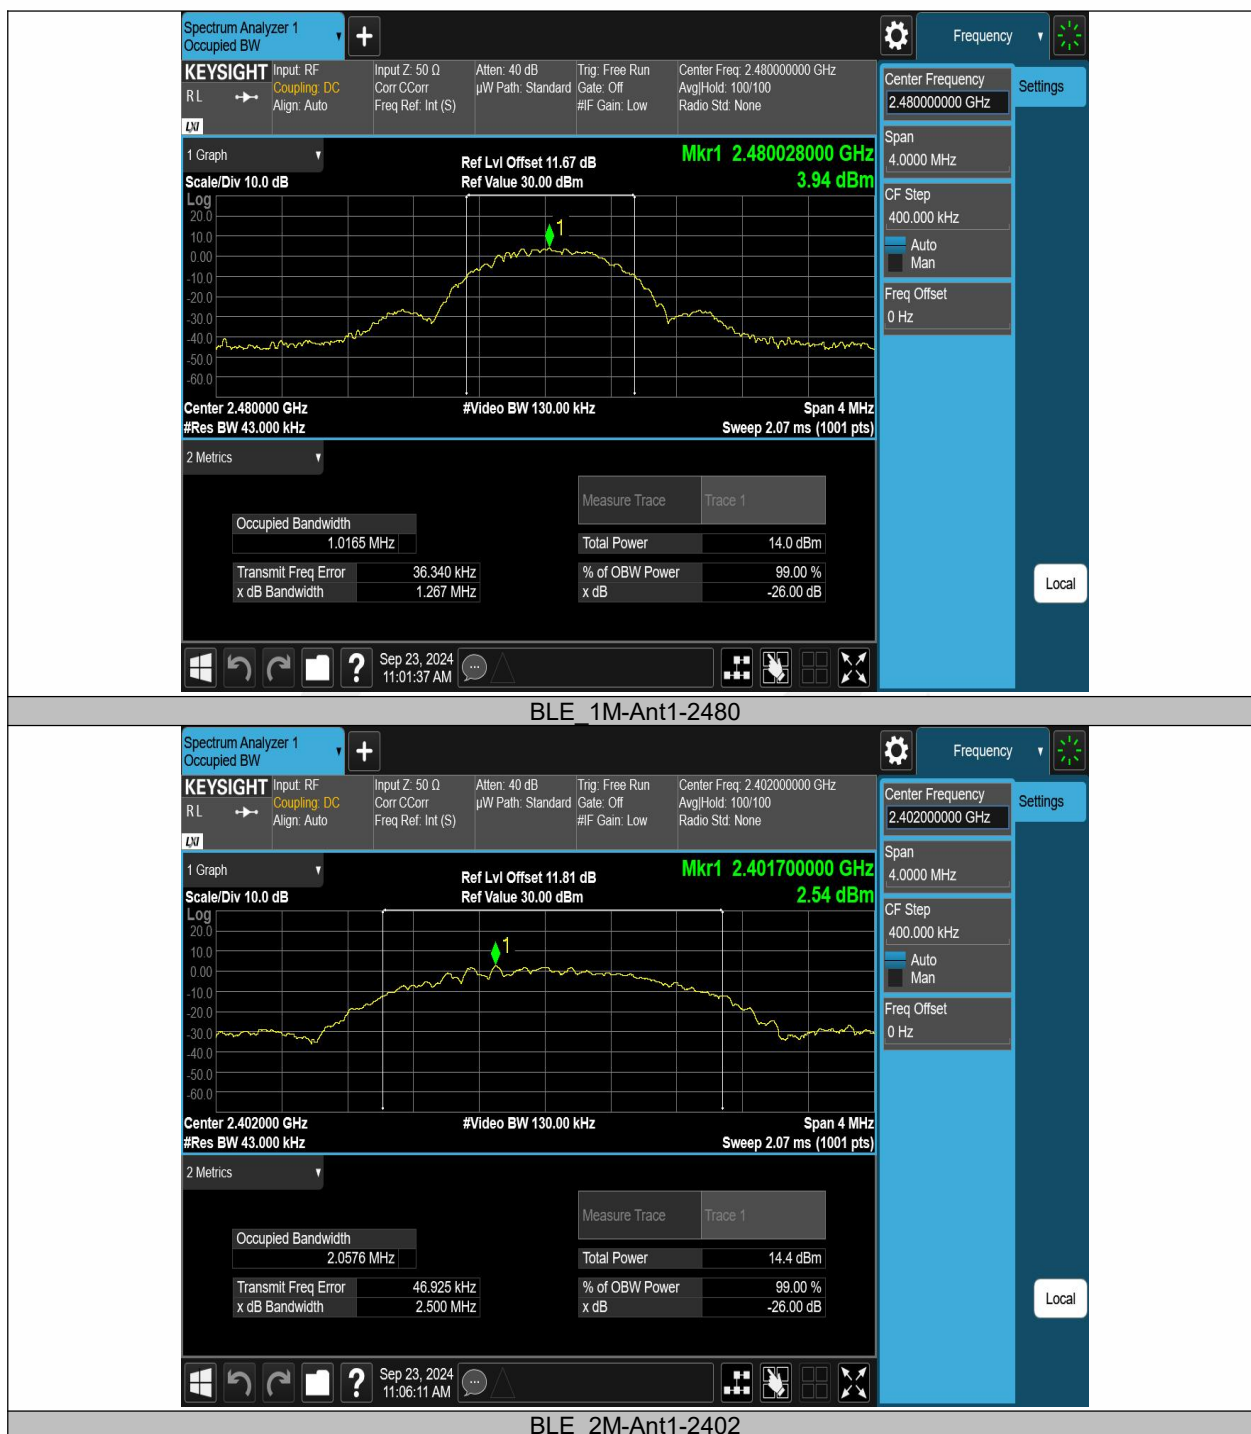 Spectrum Analyzer 1
Occupied BW
Frequency
KEYSIGHT
R L
LXI
Input: RF
Coupling: DC
Align: Auto
Input Z: 50 Ω
Corr CCorr
Freq Ref: Int (S)
Atten: 40 dB
µW Path: Standard
Trig: Free Run
Gate: Off
#IF Gain: Low
Center Freq: 2.480000000 GHz
Avg|Hold: 100/100
Radio Std: None
Center Frequency
2.480000000 GHz
Settings
Span
4.0000 MHz
CF Step
400.000 kHz
Auto
Man
Freq Offset
0 Hz
Local
1 Graph
Scale/Div 10.0 dB
Ref Lvl Offset 11.67 dB
Ref Value 30.00 dBm
Mkr1 2.480028000 GHz
3.94 dBm
Log
20.0
10.0
0.00
-10.0
-20.0
-30.0
-40.0
-50.0
-60.0
1
Center 2.480000 GHz
#Res BW 43.000 kHz
#Video BW 130.00 kHz
Span 4 MHz
Sweep 2.07 ms (1001 pts)
2 Metrics
Measure Trace Trace 1
Occupied Bandwidth
1.0165 MHz
Total Power 14.0 dBm
Transmit Freq Error 36.340 kHz
% of OBW Power 99.00 %
x dB Bandwidth 1.267 MHz
x dB -26.00 dB
Sep 23, 2024
11:01:37 AM
BLE_1M-Ant1-2480
Spectrum Analyzer 1
Occupied BW
Frequency
KEYSIGHT
R L
LXI
Input: RF
Coupling: DC
Align: Auto
Input Z: 50 Ω
Corr CCorr
Freq Ref: Int (S)
Atten: 40 dB
µW Path: Standard
Trig: Free Run
Gate: Off
#IF Gain: Low
Center Freq: 2.402000000 GHz
Avg|Hold: 100/100
Radio Std: None
Center Frequency
2.402000000 GHz
Settings
Span
4.0000 MHz
CF Step
400.000 kHz
Auto
Man
Freq Offset
0 Hz
Local
1 Graph
Scale/Div 10.0 dB
Ref Lvl Offset 11.81 dB
Ref Value 30.00 dBm
Mkr1 2.401700000 GHz
2.54 dBm
Log
20.0
10.0
0.00
-10.0
-20.0
-30.0
-40.0
-50.0
-60.0
1
Center 2.402000 GHz
#Res BW 43.000 kHz
#Video BW 130.00 kHz
Span 4 MHz
Sweep 2.07 ms (1001 pts)
2 Metrics
Measure Trace Trace 1
Occupied Bandwidth
2.0576 MHz
Total Power 14.4 dBm
Transmit Freq Error 46.925 kHz
% of OBW Power 99.00 %
x dB Bandwidth 2.500 MHz
x dB -26.00 dB
Sep 23, 2024
11:06:11 AM
BLE_2M-Ant1-2402